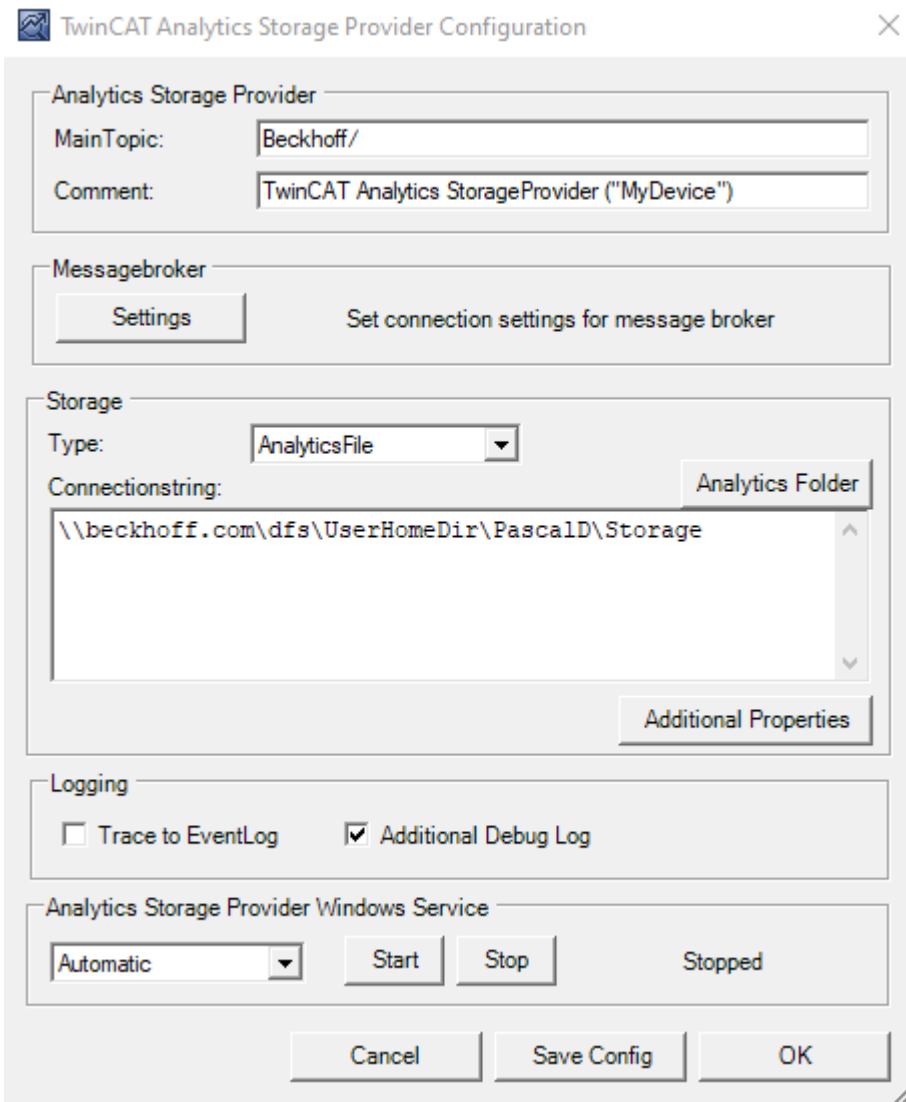 TwinCAT Analytics Storage Provider Configuration
Analytics Storage Provider
MainTopic: Beckhoff/
Comment: TwinCAT Analytics StorageProvider ("MyDevice")
Messagebroker
Settings Set connection settings for message broker
Storage
Type: AnalyticsFile
Connectionstring: Analytics Folder
\\beckhoff.com\dfs\UserHomeDir\PascalD\Storage
Additional Properties
Logging
Trace to EventLog Additional Debug Log
Analytics Storage Provider Windows Service
Automatic Start Stop Stopped
Cancel Save Config OK